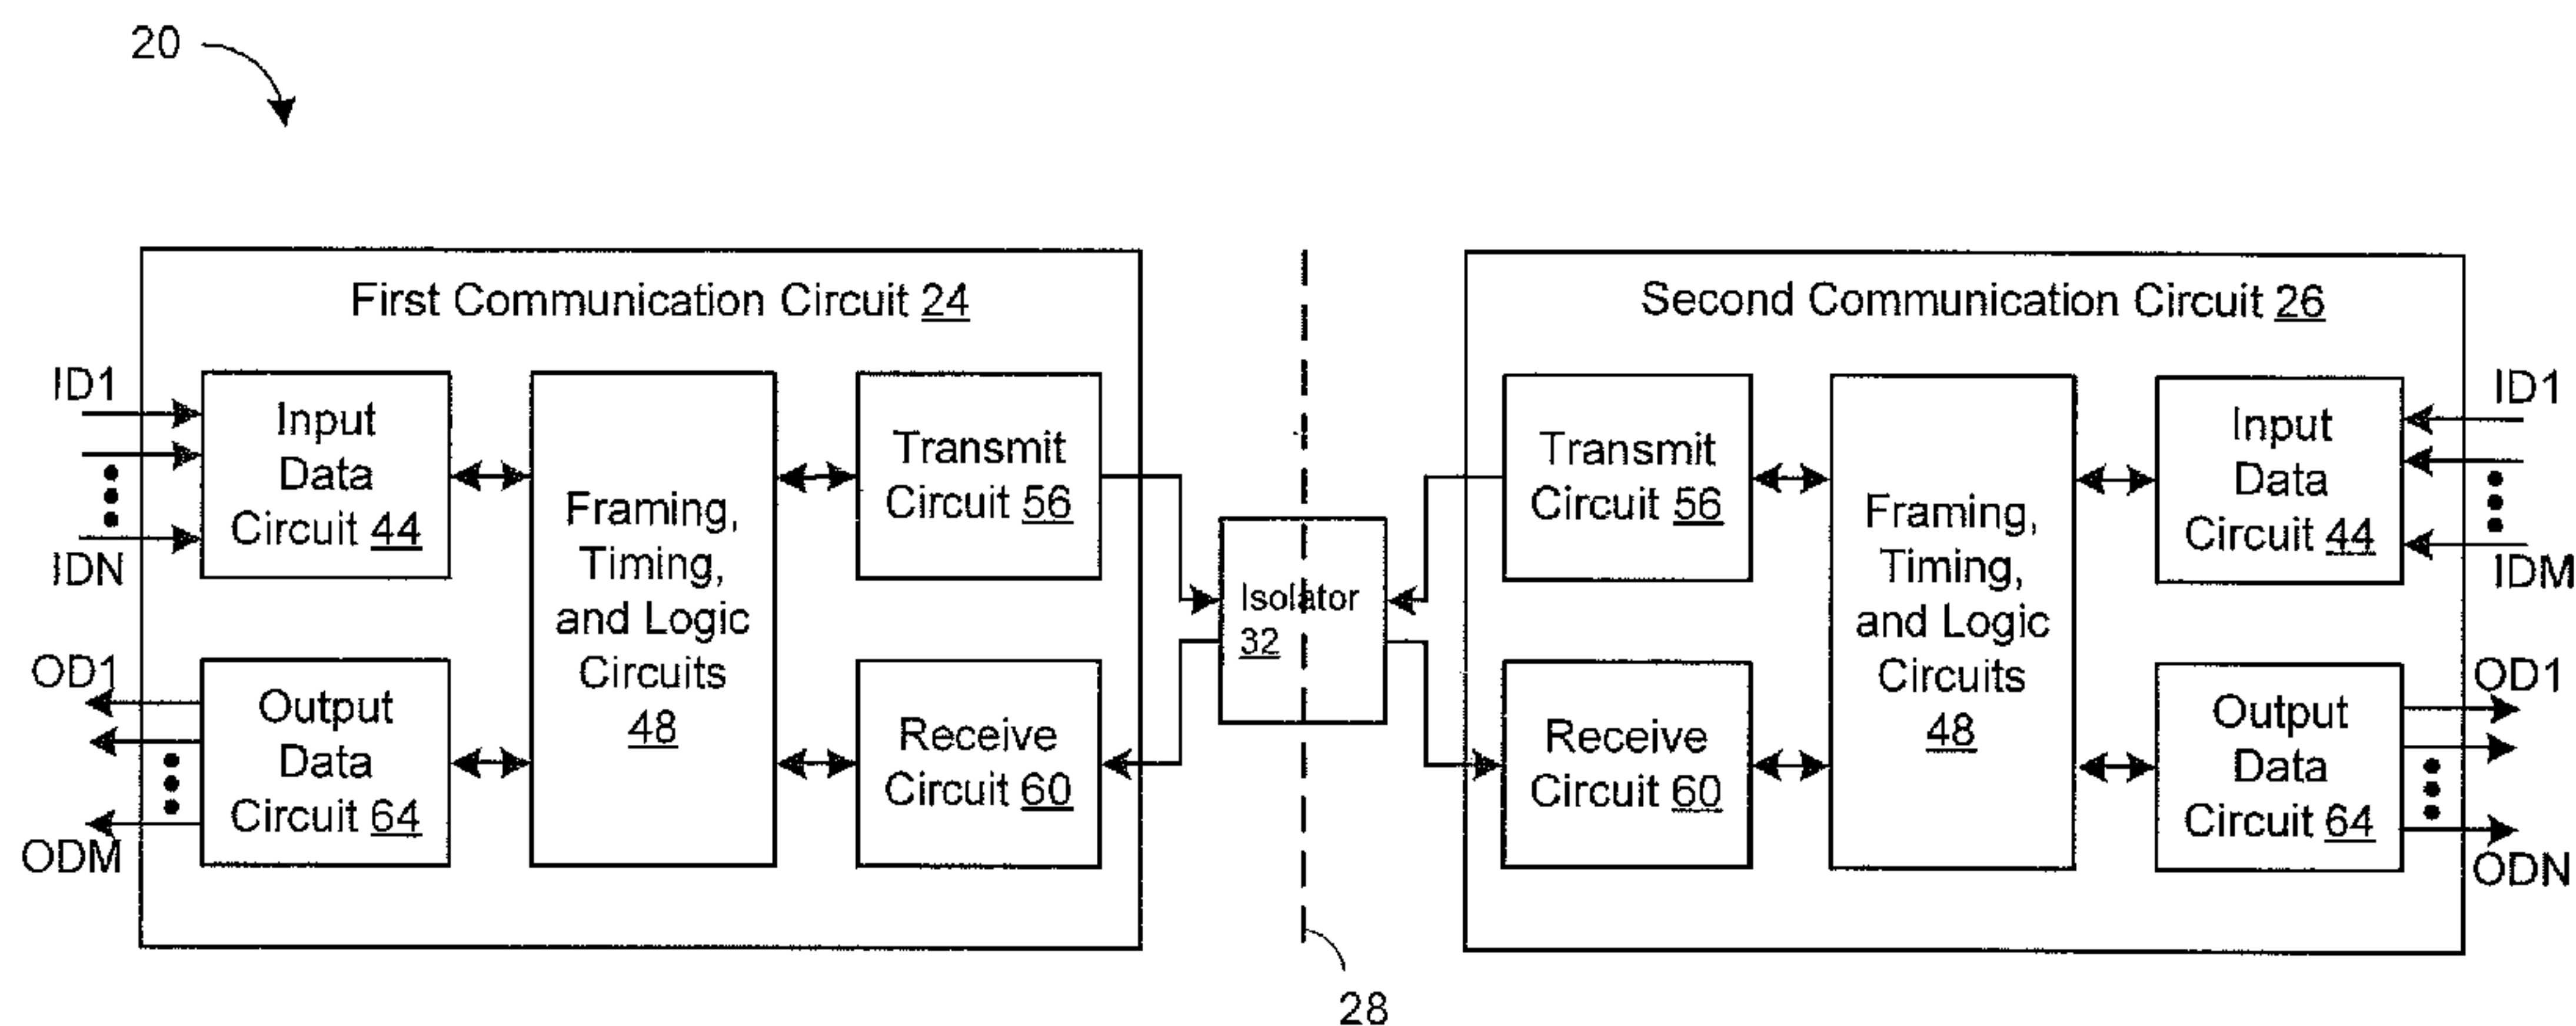 20
First Communication Circuit 24
Second Communication Circuit 26
ID1
IDN
Input
Data
Circuit 44
OD1
ODM
Output
Data
Circuit 64
Framing,
Timing,
and Logic
Circuits
48
Transmit
Circuit 56
Receive
Circuit 60
Isolator
32
28
Transmit
Circuit 56
Receive
Circuit 60
Framing,
Timing,
and Logic
Circuits
48
Input
Data
Circuit 44
ID1
IDM
Output
Data
Circuit 64
OD1
ODN